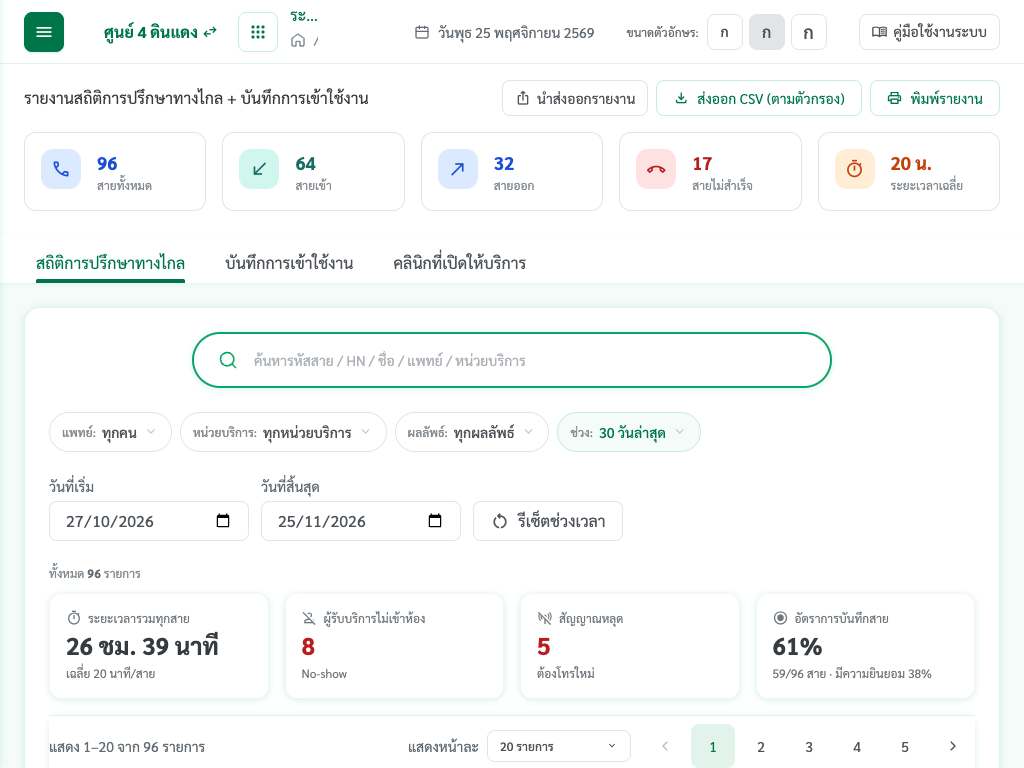 ศูนย์ 4 ดินแดง
ระ...
/
วันพุธ 25 พฤศจิกายน 2569
ขนาดตัวอักษร:
ก
ก
ก
คู่มือใช้งานระบบ
รายงานสถิติการปรึกษาทางไกล + บันทึกการเข้าใช้งาน
นำส่งออกรายงาน
ส่งออก CSV (ตามตัวกรอง)
พิมพ์รายงาน
96
สายทั้งหมด
64
สายเข้า
32
สายออก
17
สายไม่สำเร็จ
20 น.
ระยะเวลาเฉลี่ย
สถิติการปรึกษาทางไกล
บันทึกการเข้าใช้งาน
คลินิกที่เปิดให้บริการ
ค้นหารหัสสาย / HN / ชื่อ / แพทย์ / หน่วยบริการ
แพทย์: ทุกคน
หน่วยบริการ: ทุกหน่วยบริการ
ผลลัพธ์: ทุกผลลัพธ์
ช่วง: 30 วันล่าสุด
วันที่เริ่ม
วันที่สิ้นสุด
27/10/2026
25/11/2026
รีเซ็ตช่วงเวลา
ทั้งหมด 96 รายการ
ระยะเวลารวมทุกสาย
26 ชม. 39 นาที
เฉลี่ย 20 นาที/สาย
ผู้รับบริการไม่เข้าห้อง
8
No-show
สัญญาณหลุด
5
ต้องโทรใหม่
อัตราการบันทึกสาย
61%
59/96 สาย · มีความยินยอม 38%
แสดง 1–20 จาก 96 รายการ
แสดงหน้าละ
20 รายการ
1
2
3
4
5